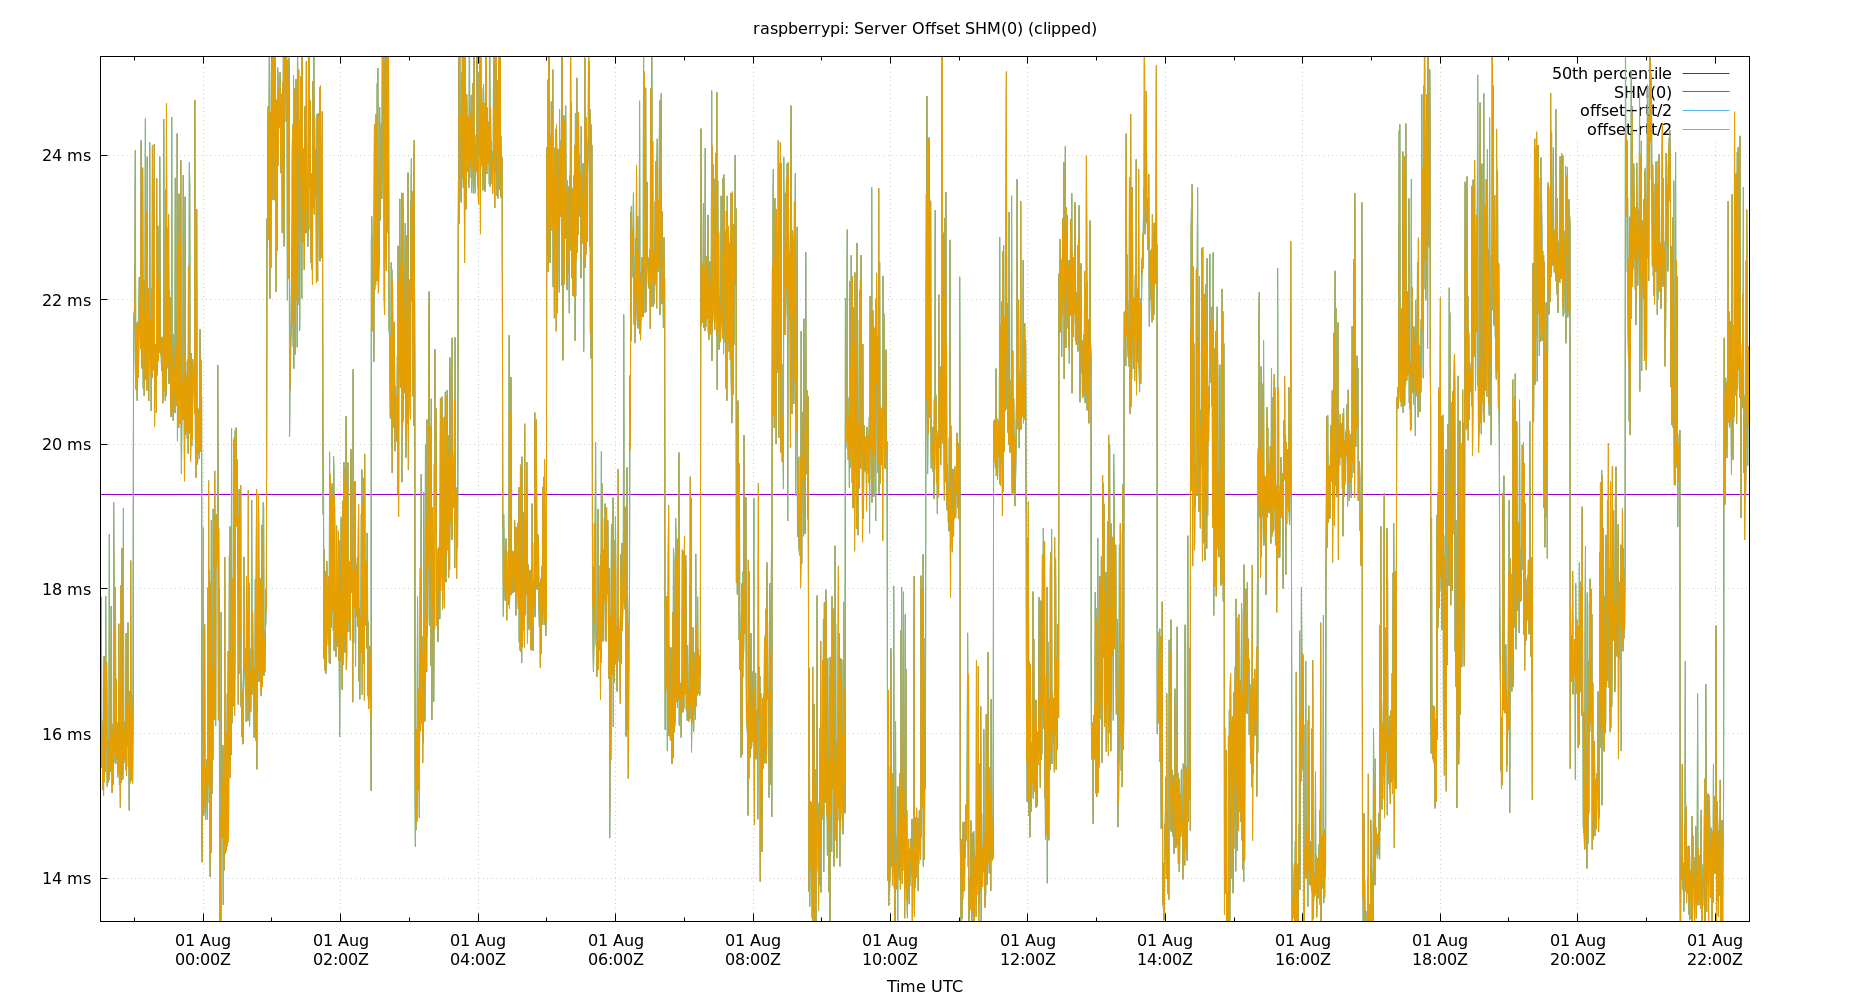 raspberrypi: Server Offset SHM(0) (clipped)
50th percentile
SHM(0)
offset+rtt/2
offset-rtt/2
24 ms
22 ms
20 ms
18 ms
16 ms
14 ms
01 Aug 01 Aug 01 Aug 01 Aug 01 Aug 01 Aug 01 Aug 01 Aug 01 Aug 01 Aug 01 Aug 01 Aug
00:00Z 02:00Z 04:00Z 06:00Z 08:00Z 10:00Z 12:00Z 14:00Z 16:00Z 18:00Z 20:00Z 22:00Z
Time UTC